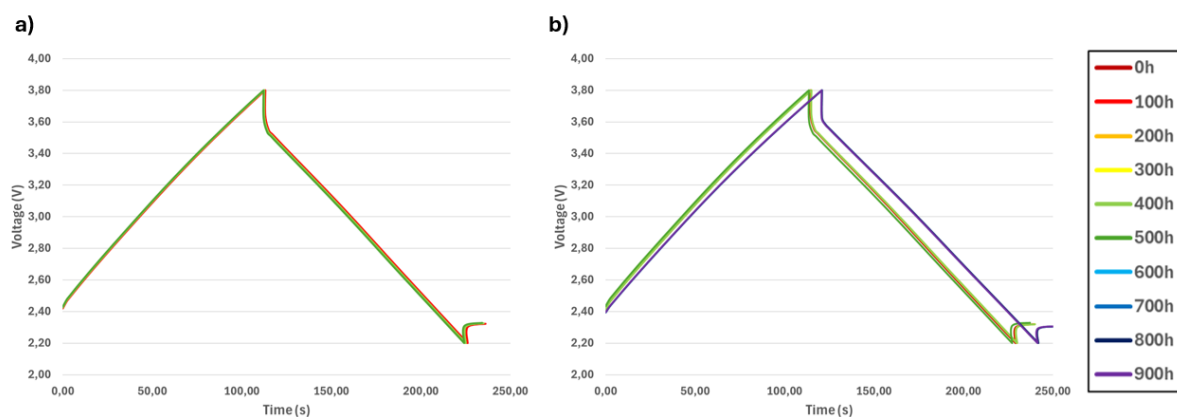 a)
4,00
3,80
3,60
3,40
3,20
3,00
2,80
2,60
2,40
2,20
2,00
Voltage (V)
0,00 50,00 100,00 150,00 200,00 250,00
Time (s)
b)
4,00
3,80
3,60
3,40
3,20
3,00
2,80
2,60
2,40
2,20
2,00
Voltage (V)
0,00 50,00 100,00 150,00 200,00 250,00
Time (s)
0h
100h
200h
300h
400h
500h
600h
700h
800h
900h